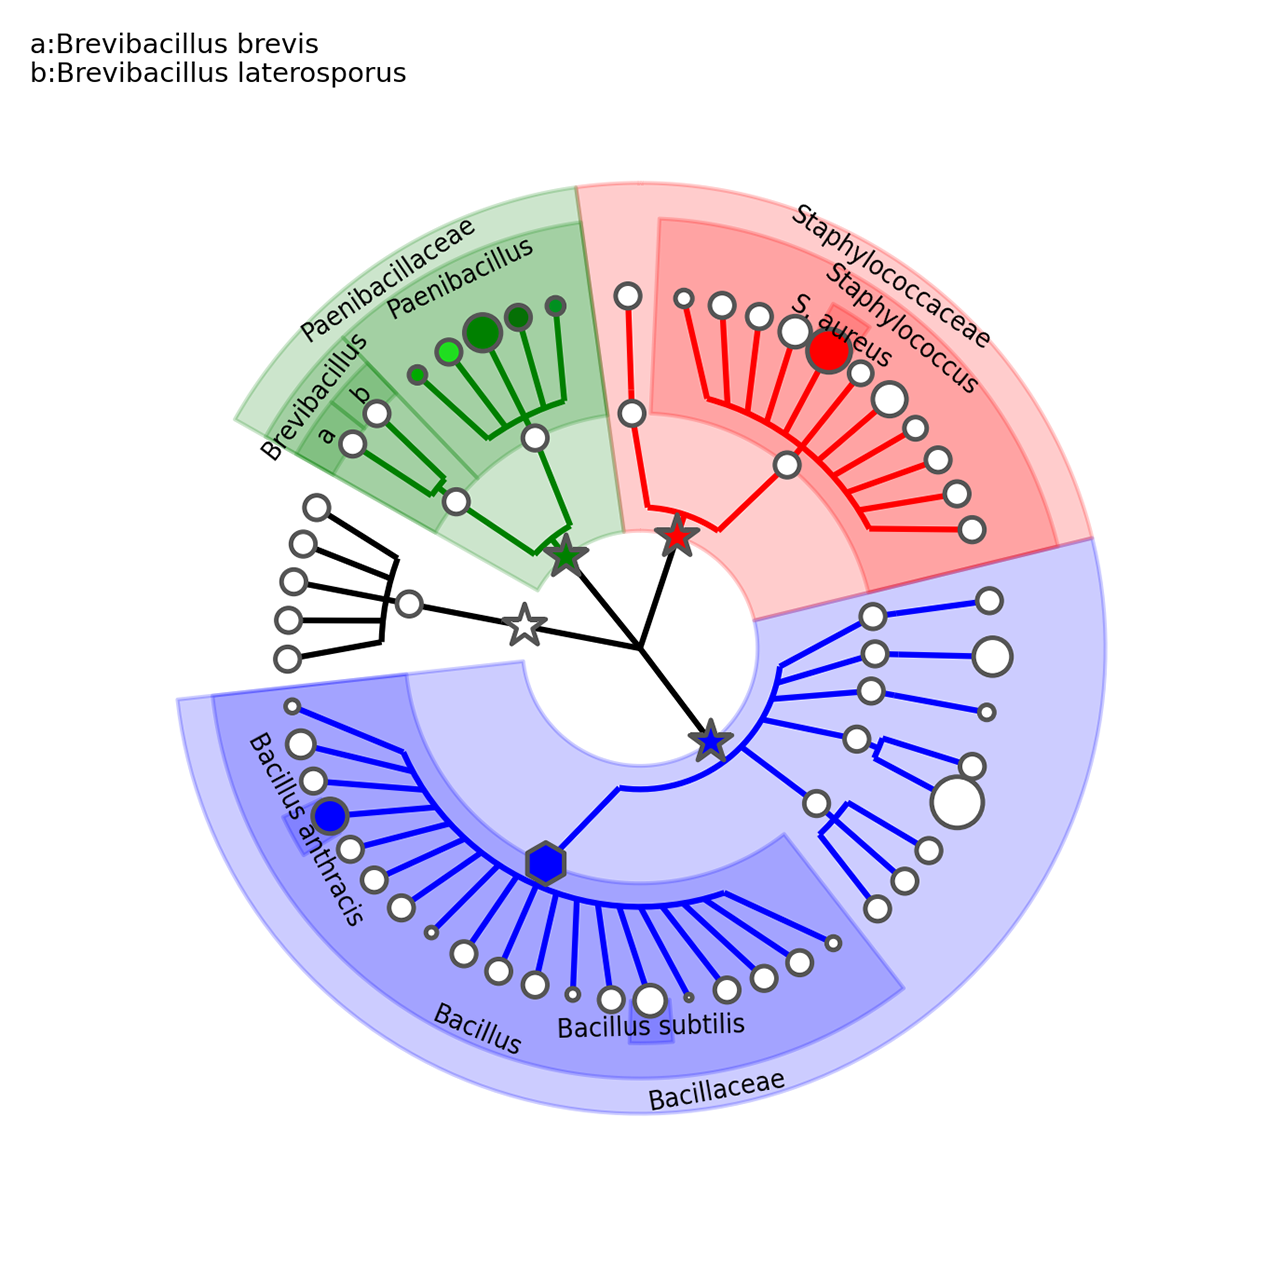 a:Brevibacillus brevis
b:Brevibacillus laterosporus
Paenibacillaceae
Paenibacillus
Brevibacillus
b
a
Staphylococcaceae
Staphylococcus
S. aureus
Bacillus anthracis
Bacillus
Bacillus subtilis
Bacillaceae